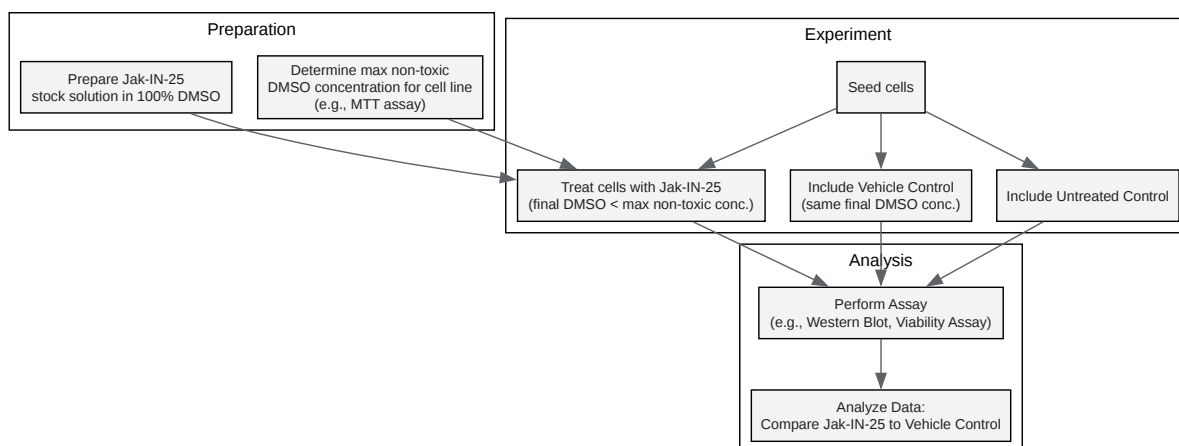 Preparation
Prepare Jak-IN-25
stock solution in 100% DMSO
Determine max non-toxic
DMSO concentration for cell line
(e.g., MTT assay)
Experiment
Seed cells
Treat cells with Jak-IN-25
(final DMSO < max non-toxic conc.)
Include Vehicle Control
(same final DMSO conc.)
Include Untreated Control
Analysis
Perform Assay
(e.g., Western Blot, Viability Assay)
Analyze Data:
Compare Jak-IN-25 to Vehicle Control